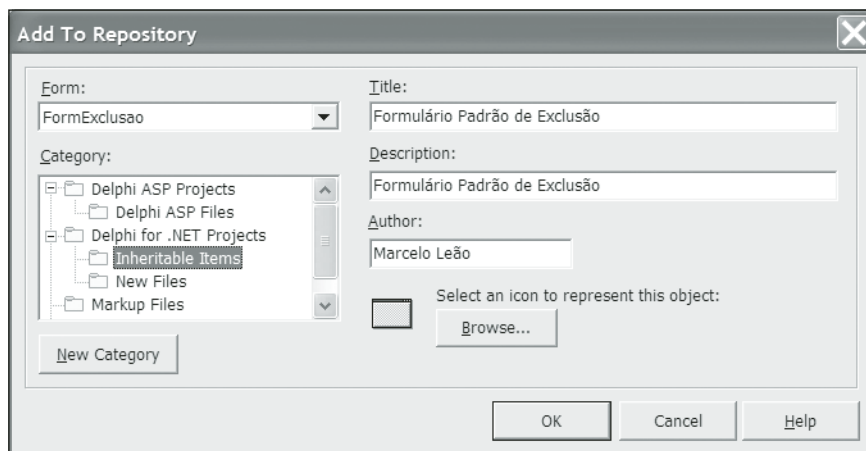 Add To Repository
Form:
FormExclusao
Category:
Delphi ASP Projects
Delphi ASP Files
Delphi for .NET Projects
Inheritable Items
New Files
Markup Files
New Category
Title:
Formulário Padrão de Exclusão
Description:
Formulário Padrão de Exclusão
Author:
Marcelo Leão
Select an icon to represent this object:
Browse...
OK
Cancel
Help